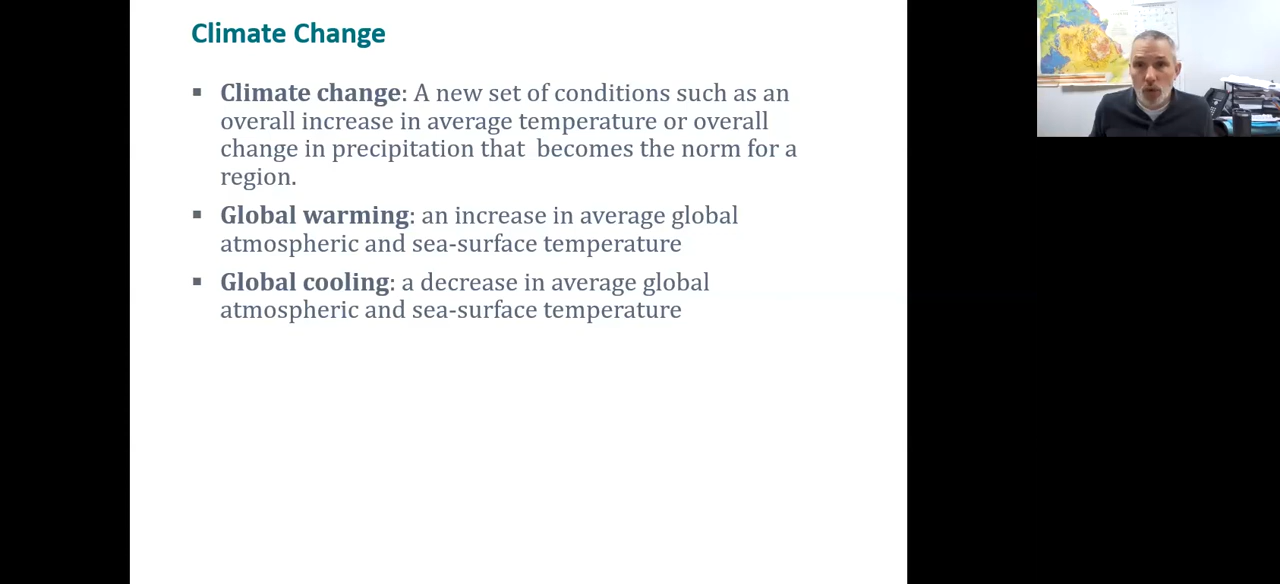 Climate Change
▪ Climate change: A new set of conditions such as an
overall increase in average temperature or overall
change in precipitation that  becomes the norm for a
region.
▪ Global warming: an increase in average global
atmospheric and sea-surface temperature
▪ Global cooling: a decrease in average global
atmospheric and sea-surface temperature